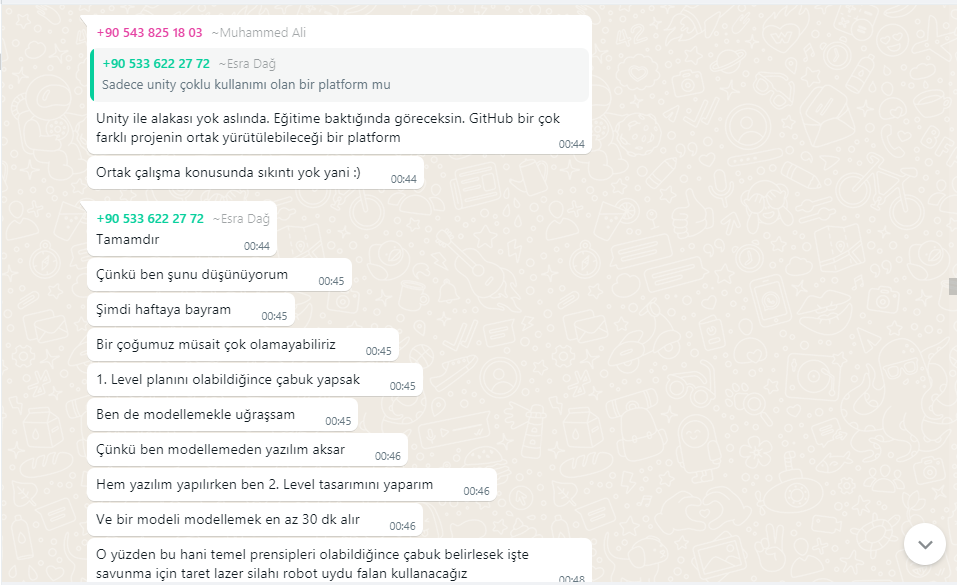 +90 543 825 18 03 ~Muhammed Ali
+90 533 622 27 72 ~Esra Dağ
Sadece unity çoklu kullanımı olan bir platform mu
Unity ile alakası yok aslında. Eğitime baktığında göreceksin. GitHub bir çok
farklı projenin ortak yürütülebileceği bir platform
00:44
Ortak çalışma konusunda sıkıntı yok yani :) 00:44
+90 533 622 27 72 ~Esra Dağ
Tamamdır 00:44
Çünkü ben şunu düşünüyorum 00:45
Şimdi haftaya bayram 00:45
Bir çoğumuz müsait çok olamayabiliriz 00:45
1. Level planını olabildiğince çabuk yapsak 00:45
Ben de modellemekle uğraşsam 00:45
Çünkü ben modellemeden yazılım aksar 00:46
Hem yazılım yapılırken ben 2. Level tasarımını yaparım 00:46
Ve bir modeli modellemek en az 30 dk alır 00:46
O yüzden bu hani temel prensipleri olabildiğince çabuk belirlesek işte
savunma için taret lazer silahı robot uydu falan kullanacağız 00:48